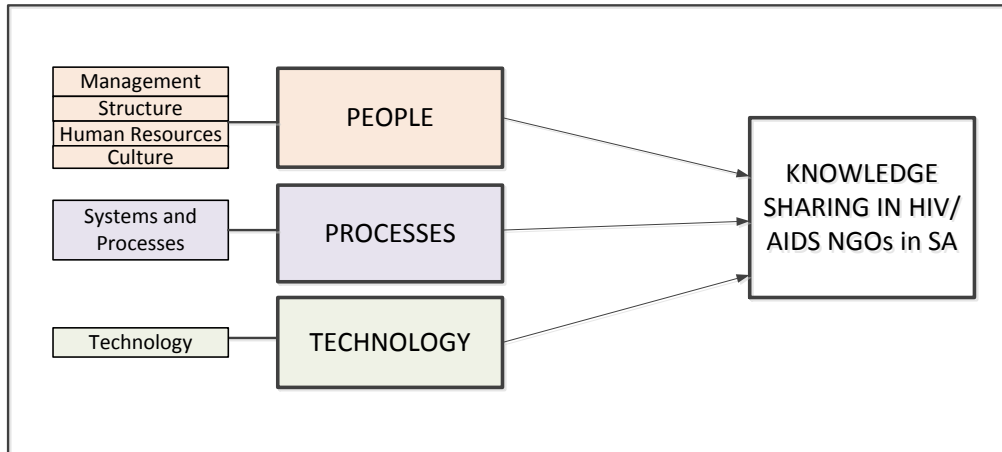 Management
Structure
Human Resources
Culture
PEOPLE
Systems and
Processes
PROCESSES
Technology
TECHNOLOGY
KNOWLEDGE
SHARING IN HIV/
AIDS NGOs in SA